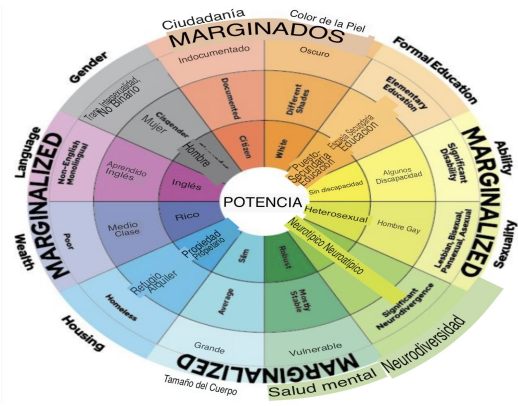 Ciudadanía
Color de la Piel
MARGINADOS
Indocumentado
Oscuro
Formal Education
Gender
Trans, Intersexualidad,
No Binario
Documented
Different
Shades
Elementary
Education
Cisgender
Mujer
Hombre
Citizen
White
Escuela Secundaria
Educacion
Puesto-
Secundaria
Educación
Language
Non-English
Monolingual
Aprendido
Inglés
Inglés
MARGINALIZED
POTENCIA
Sin discapacidad
Algunos
Discapacidad
Significant
Disability
Ability
MARGINALIZED
Heterosexual
Hombre Gay
Lesbian, Bisexual,
Pansexual, Asexual
Sexuality
Wealth
Poor
Medio
Clase
Rico
Propiedad
Propietario
Refugio
Alquiler
Homeless
Housing
Slim
Average
Grande
Tamaño del Cuerpo
Robust
Mostly
Stable
Vulnerable
MARGINALIZED
Salud mental
Neurotípico Neuroatípico
Significant
Neurodivergence
Neurodiversidad